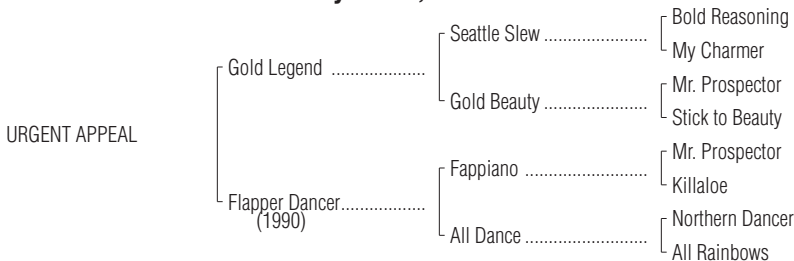 Seattle Slew ......................
Bold Reasoning
My Charmer
Gold Legend ....................
Gold Beauty ......................
Mr. Prospector
Stick to Beauty
URGENT APPEAL
Fappiano ..........................
Mr. Prospector
Killaloe
Flapper Dancer..................
(1990)
All Dance ..........................
Northern Dancer
All Rainbows